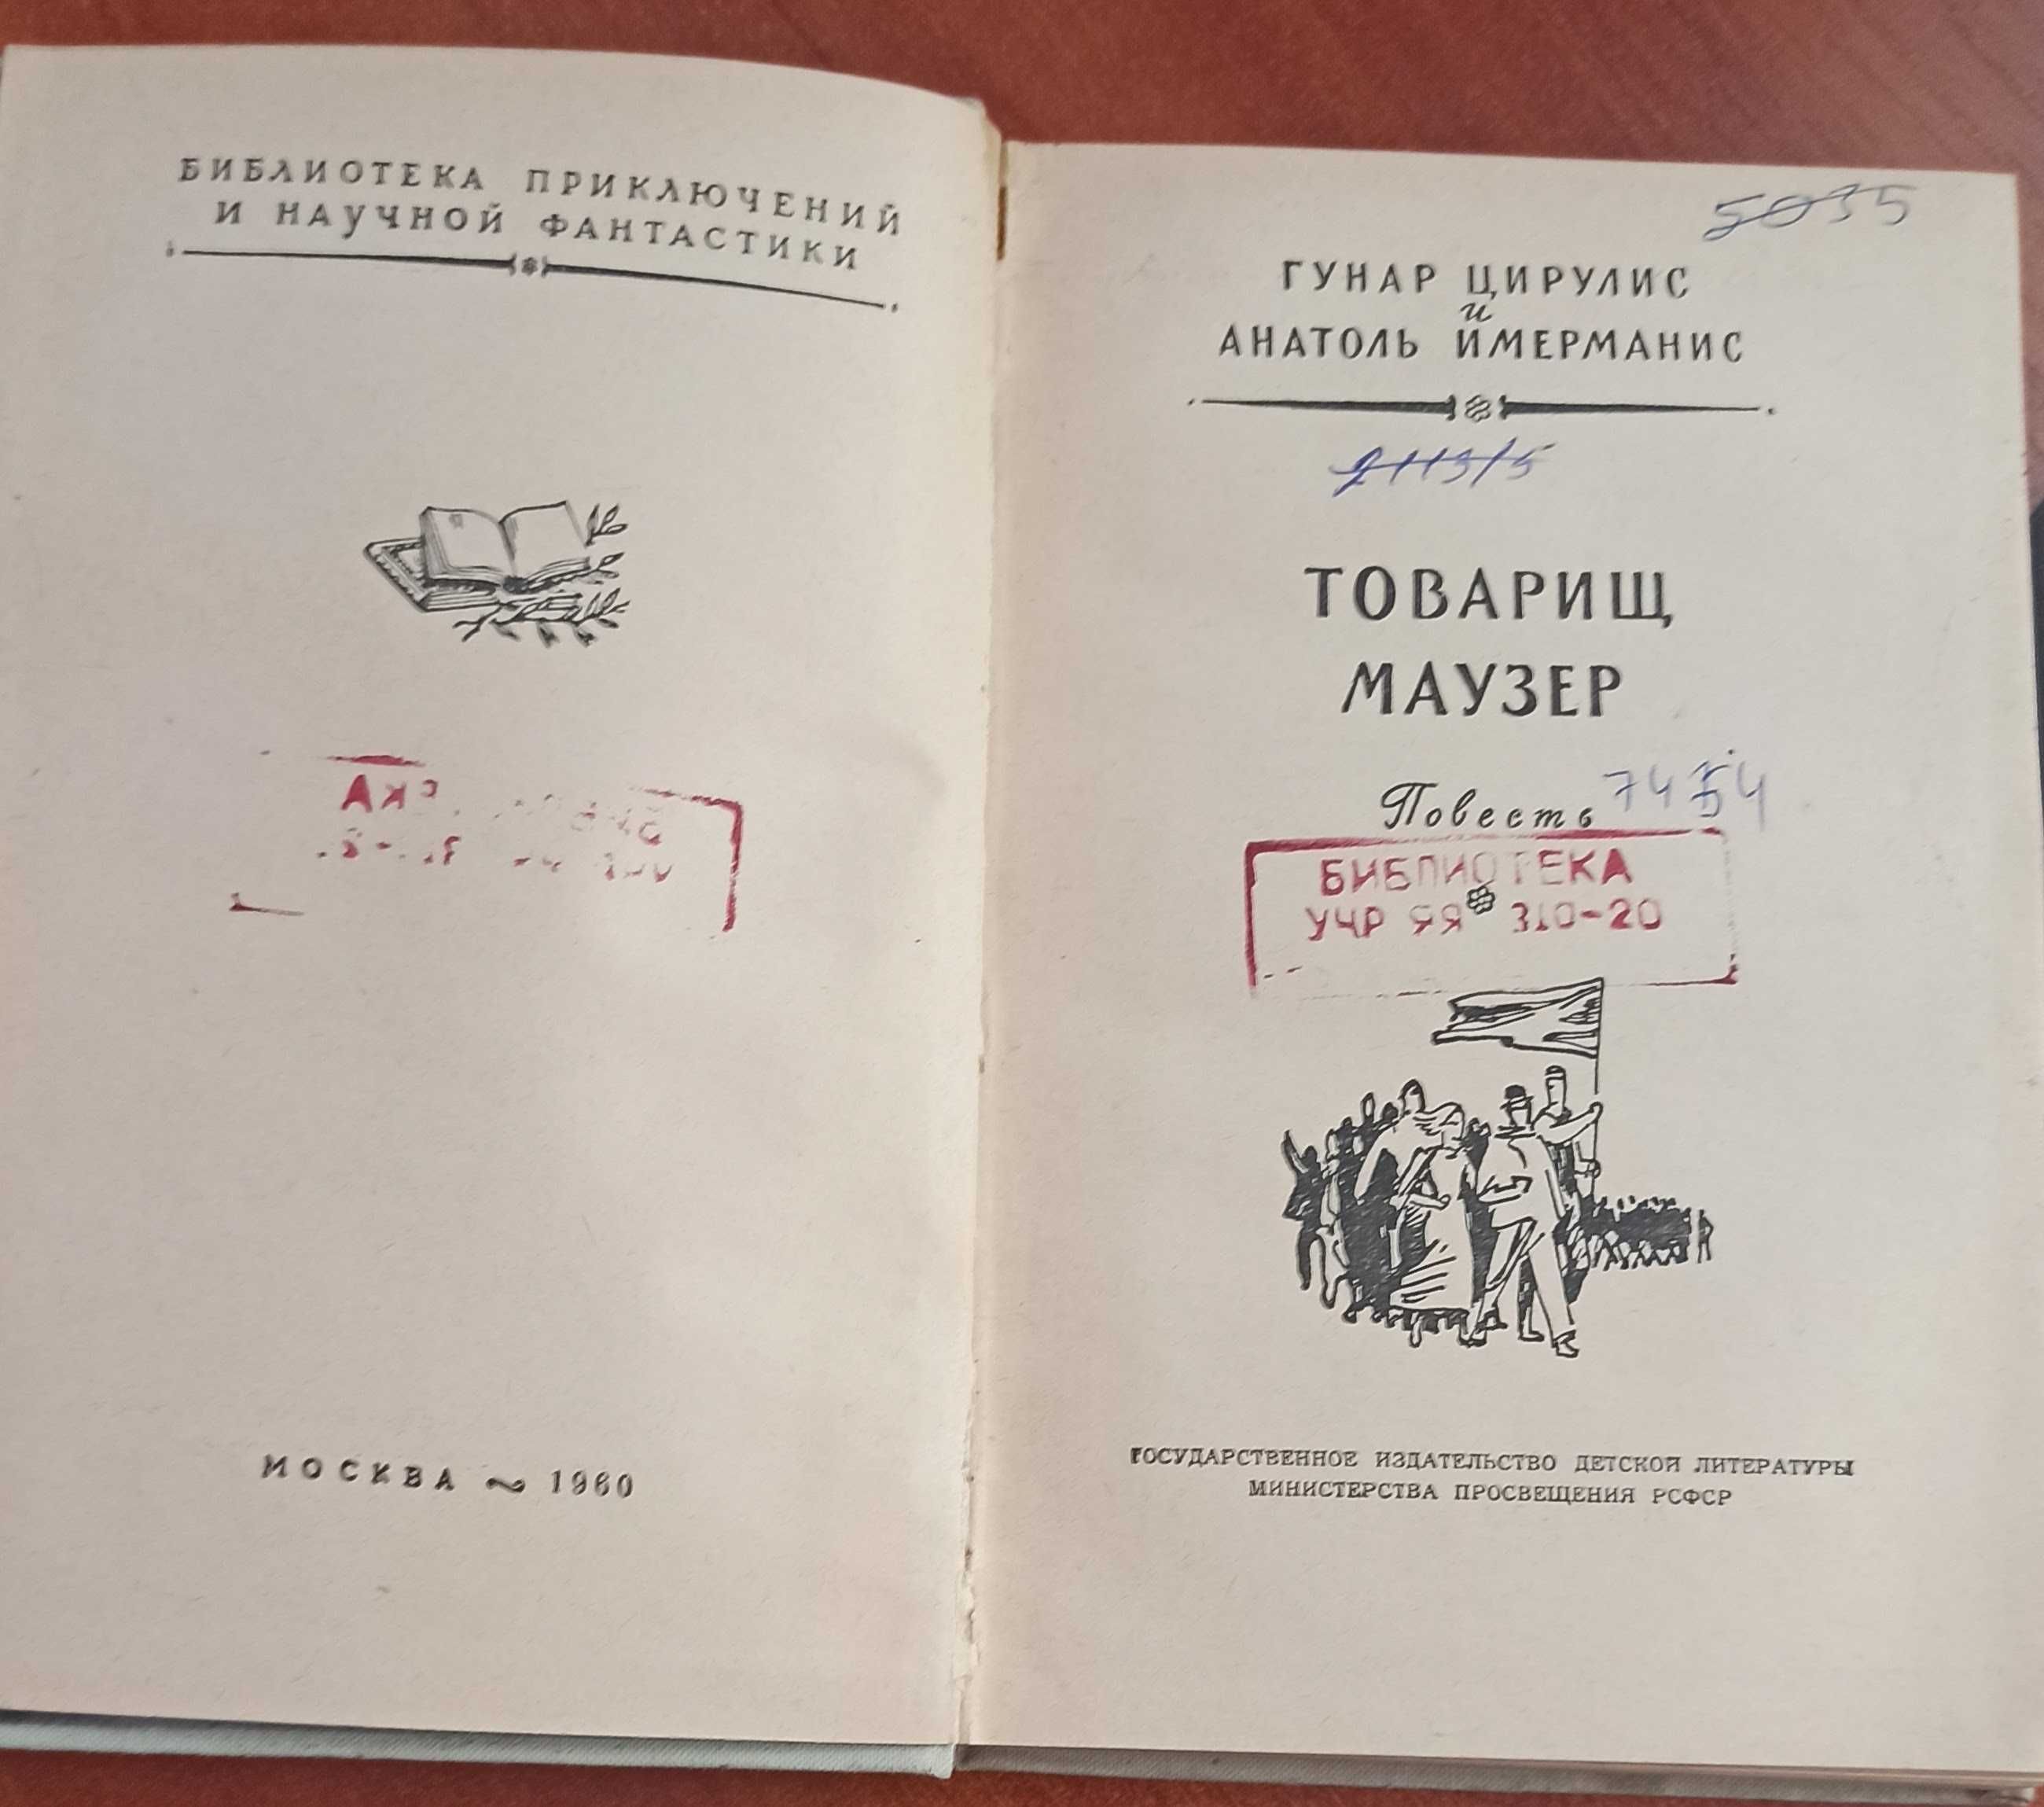 БИБЛИОТЕКА ПРИКЛЮЧЕНИЙ
И НАУЧНОЙ ФАНТАСТИКИ
МОСКВА ~ 1960
5035
ГУНАР ЦИРУЛИС
и
АНАТОЛЬ ИМЕРМАНИС
ТОВАРИЩ
МАУЗЕР
Повесть
БИБЛИОТЕКА
УЧР ЯЯ 310-20
ГОСУДАРСТВЕННОЕ ИЗДАТЕЛЬСТВО ДЕТСКОЙ ЛИТЕРАТУРЫ
МИНИСТЕРСТВА ПРОСВЕЩЕНИЯ РСФСР